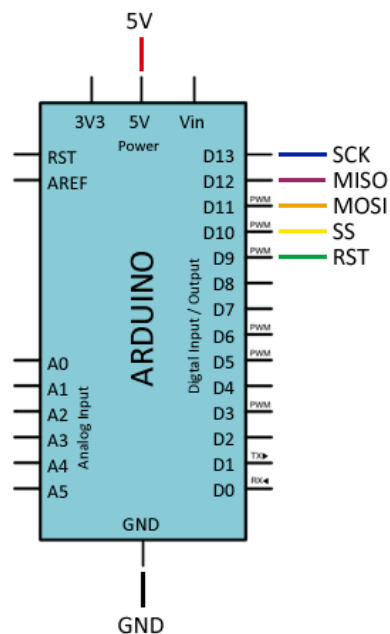 5V
3V3 5V Vin
Power
RST D13 SCK
AREF D12 MISO
D11 PWM MOSI
D10 PWM SS
D9 PWM RST
D8
D7
D6 PWM
A0 D5 PWM
A1 D4
A2 D3 PWM
A3 D2
A4 D1 TX▶
A5 D0 RX◀
ARDUINO
Digtal Input / Output
Analog Input
GND
GND